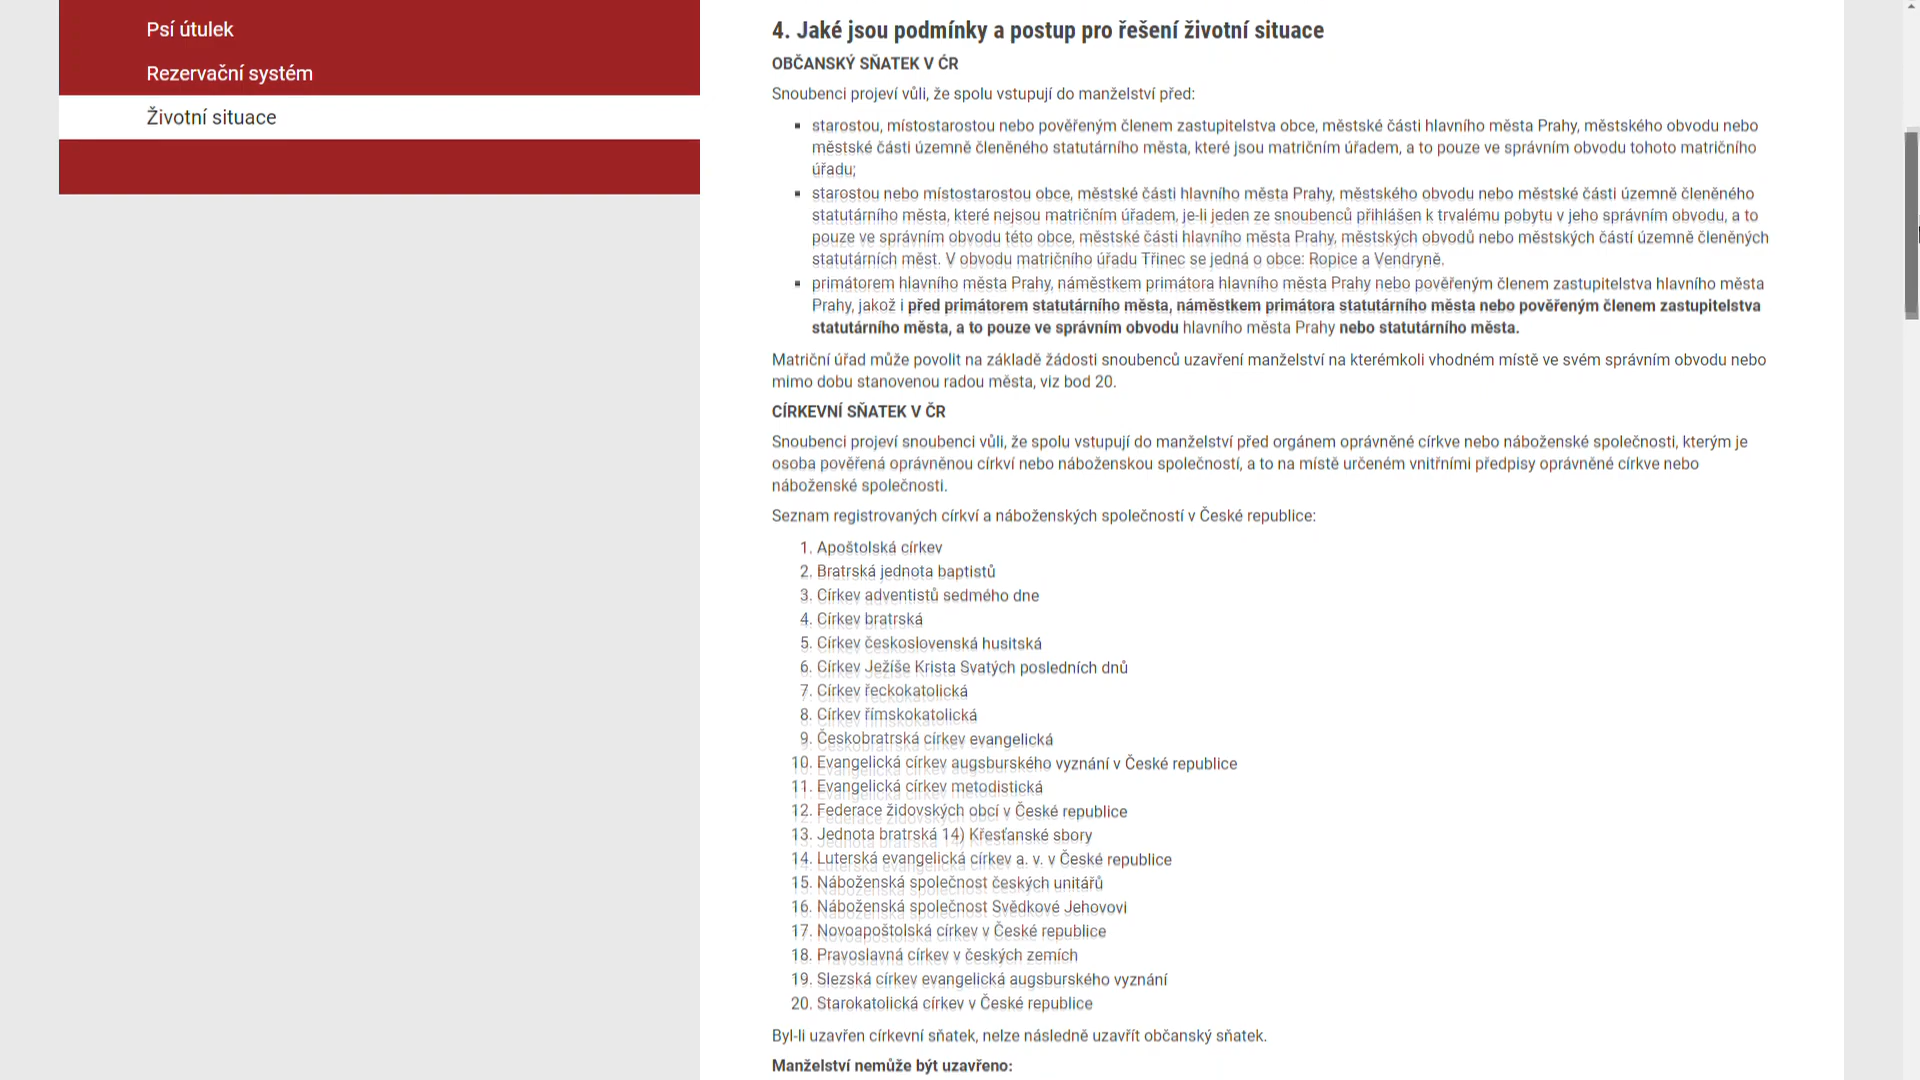 Psí útulek
Rezervační systém
Životní situace
4. Jaké jsou podmínky a postup pro řešení životní situace
OBČANSKÝ SŇATEK V ĆR
Snoubenci projeví vůli, že spolu vstupují do manželství před:
▪ starostou, místostarostou nebo pověřeným členem zastupitelstva obce, městské části hlavního města Prahy, městského obvodu nebo
městské části územně členěného statutárního města, které jsou matričním úřadem, a to pouze ve správním obvodu tohoto matričního
úřadu;
▪ starostou nebo místostarostou obce, městské části hlavního města Prahy, městského obvodu nebo městské části územně členěného
statutárního města, které nejsou matričním úřadem, je-li jeden ze snoubenců přihlášen k trvalému pobytu v jeho správním obvodu, a to
pouze ve správním obvodu této obce, městské části hlavního města Prahy, městských obvodů nebo městských částí územně členěných
statutárních měst. V obvodu matričního úřadu Třinec se jedná o obce: Ropice a Vendryně.
▪ primátorem hlavního města Prahy, náměstkem primátora hlavního města Prahy nebo pověřeným členem zastupitelstva hlavního města
Prahy, jakož i před primátorem statutárního města, náměstkem primátora statutárního města nebo pověřeným členem zastupitelstva
statutárního města, a to pouze ve správním obvodu hlavního města Prahy nebo statutárního města.
Matriční úřad může povolit na základě žádosti snoubenců uzavření manželství na kterémkoli vhodném místě ve svém správním obvodu nebo
mimo dobu stanovenou radou města, viz bod 20.
CÍRKEVNÍ SŇATEK V ČR
Snoubenci projeví snoubenci vůli, že spolu vstupují do manželství před orgánem oprávněné církve nebo náboženské společnosti, kterým je
osoba pověřená oprávněnou církví nebo náboženskou společností, a to na místě určeném vnitřními předpisy oprávněné církve nebo
náboženské společnosti.
Seznam registrovaných církví a náboženských společností v České republice:
1. Apoštolská církev
2. Bratrská jednota baptistů
3. Církev adventistů sedmého dne
4. Církev bratrská
5. Církev československá husitská
6. Církev Ježíše Krista Svatých posledních dnů
7. Církev řeckokatolická
8. Církev římskokatolická
9. Českobratrská církev evangelická
10. Evangelická církev augsburského vyznání v České republice
11. Evangelická církev metodistická
12. Federace židovských obcí v České republice
13. Jednota bratrská 14) Křesťanské sbory
14. Luterská evangelická církev a. v. v České republice
15. Náboženská společnost českých unitářů
16. Náboženská společnost Svědkové Jehovovi
17. Novoapoštolská církev v České republice
18. Pravoslavná církev v českých zemích
19. Slezská církev evangelická augsburského vyznání
20. Starokatolická církev v České republice
Byl-li uzavřen církevní sňatek, nelze následně uzavřít občanský sňatek.
Manželství nemůže být uzavřeno: